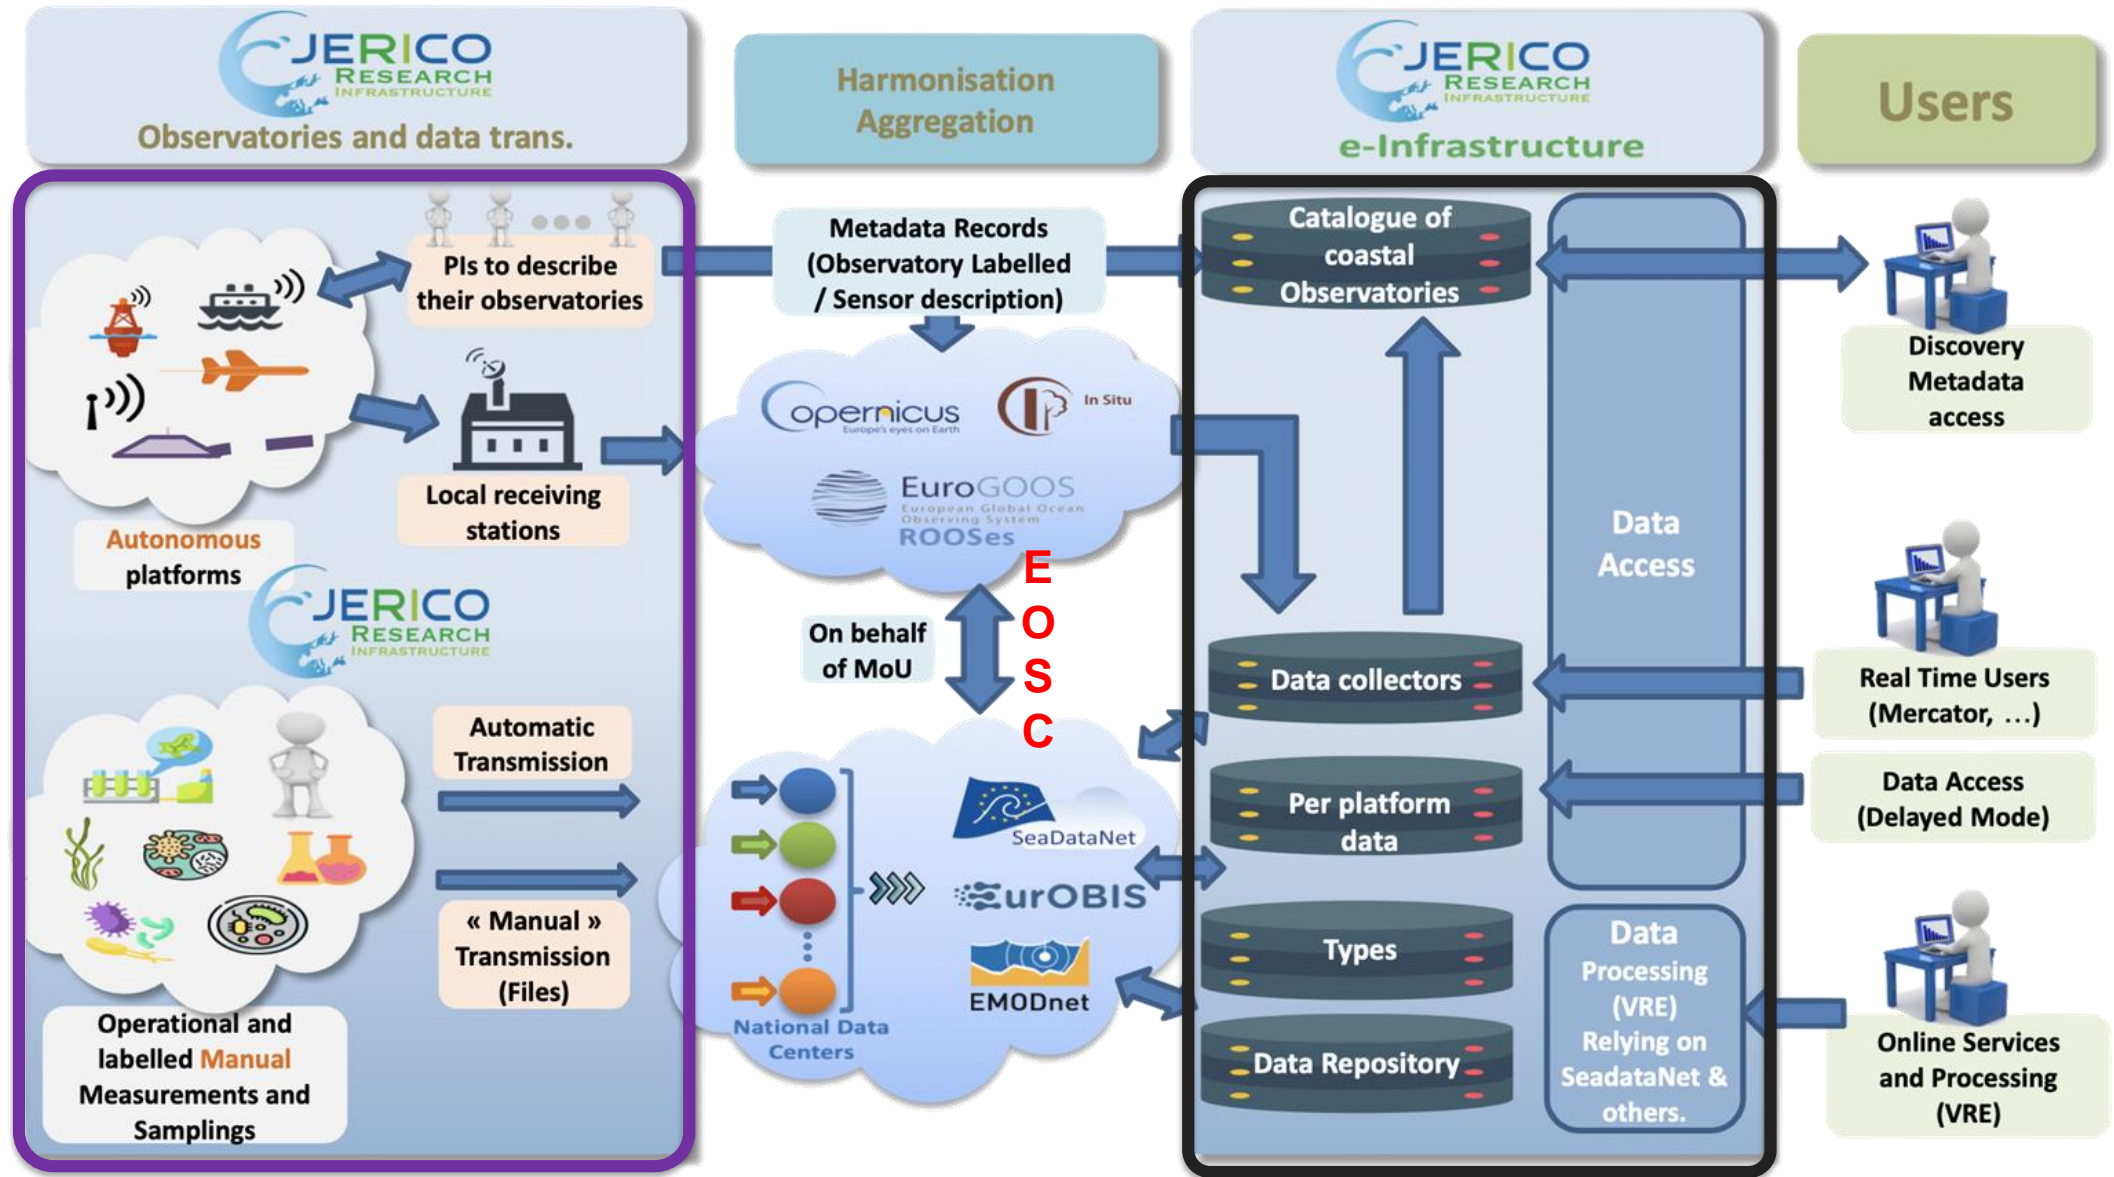 JERICO
RESEARCH
INFRASTRUCTURE
Observatories and data trans.
Harmonisation
Aggregation
JERICO
RESEARCH
INFRASTRUCTURE
e-Infrastructure
Users
PIs to describe
their observatories
Local receiving
stations
Autonomous
platforms
JERICO
RESEARCH
INFRASTRUCTURE
Automatic
Transmission
« Manual »
Transmission
(Files)
Operational and
labelled Manual
Measurements and
Samplings
Metadata Records
(Observatory Labelled
/ Sensor description)
opernicus
Europe's eyes on Earth
In Situ
EuroGOOS
European Global Ocean
Observing System
ROOSes
E
O
S
C
On behalf
of MoU
SeaDataNet
EurOBIS
EMODnet
National Data
Centers
Catalogue of
coastal
Observatories
Data collectors
Per platform
data
Types
Data Repository
Data
Access
Data
Processing
(VRE)
Relying on
SeadataNet &
others.
Discovery
Metadata
access
Real Time Users
(Mercator, ...)
Data Access
(Delayed Mode)
Online Services
and Processing
(VRE)